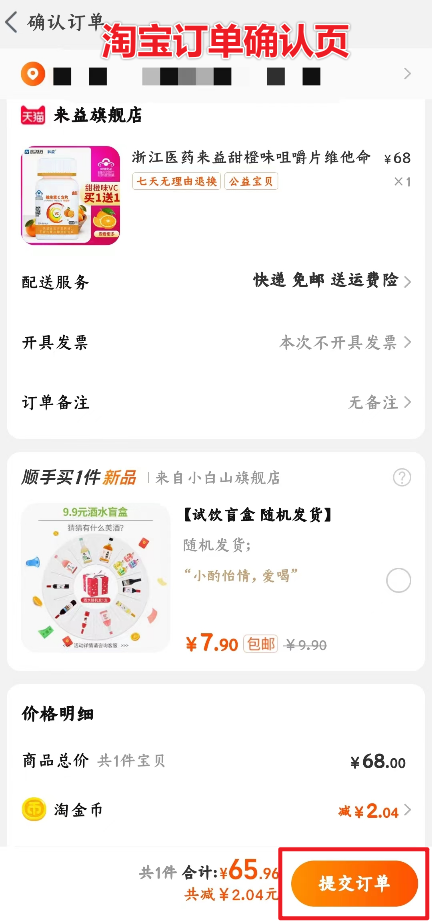 确认订单
淘宝订单确认页
天猫 来益旗舰店
甜橙味VC
买1送1
浙江医药来益甜橙味咀嚼片维他命 ¥68
七天无理由退换 公益宝贝 ×1
配送服务 快递 免邮 送运费险
开具发票 本次不开具发票
订单备注 无备注
顺手买1件 新品 来自小白山旗舰店
9.9元酒水盲盒
猜猜有什么美酒?
【试饮盲盒 随机发货】
随机发货;
“小酌怡情，爱喝”
¥7.90 包邮 ¥9.90
活动详情请咨询客服 >>>
价格明细
商品总价 共1件宝贝 ¥68.00
淘金币 减¥2.04
共1件 合计:¥65.96
共减¥2.04元
提交订单